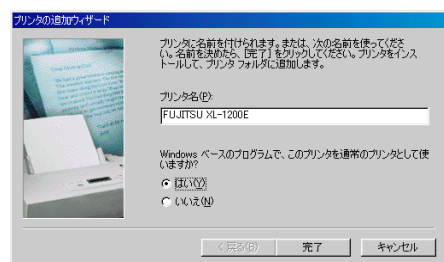 プリンタの追加ウィザード
プリンタに名前を付けられます。または、次の名前を使ってくださ
い。名前を決めたら、[完了] をクリックしてください。プリンタをインス
トールして、プリンタ フォルダに追加します。
プリンタ名(P):
FUJITSU XL-1200E
Windows ベースのプログラムで、このプリンタを通常のプリンタとして使
いますか?
はい(Y)
いいえ(N)
< 戻る(B)
完了
キャンセル